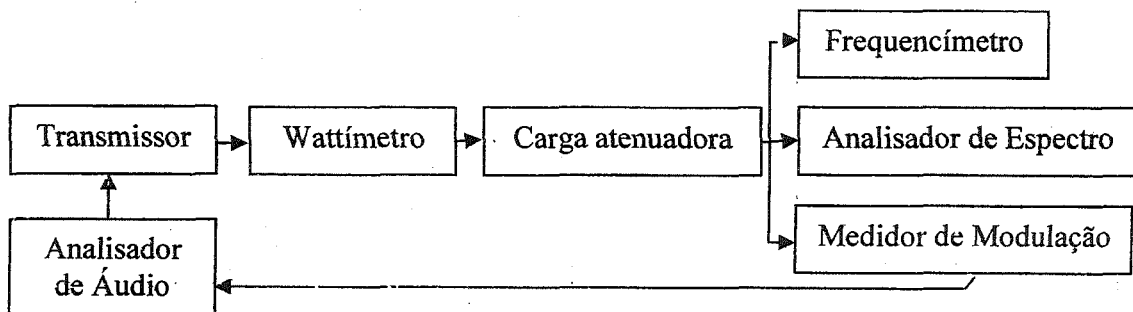 Frequencímetro
Transmissor
Wattímetro
Carga atenuadora
Analisador de Espectro
Analisador
de Áudio
Medidor de Modulação